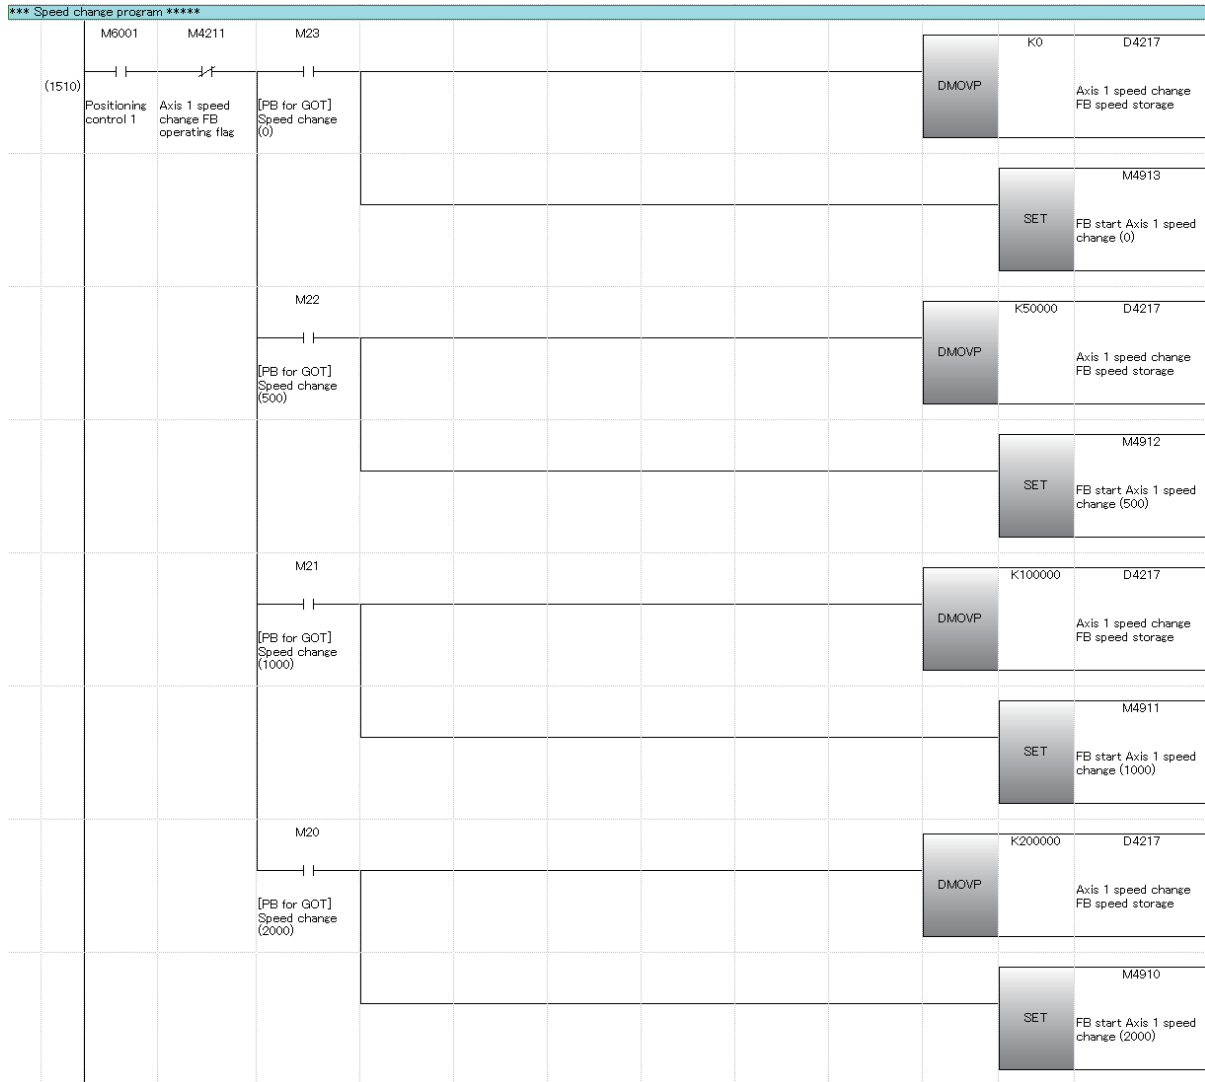 *** Speed change program *****
M6001 M4211 M23 K0 D4217
(1510)
DMOVP
Positioning
control 1
Axis 1 speed
change FB
operating flag
[PB for GOT]
Speed change
(0)
Axis 1 speed change
FB speed storage
M4913
SET
FB start Axis 1 speed
change (0)
M22 K50000 D4217
DMOVP
[PB for GOT]
Speed change
(500)
Axis 1 speed change
FB speed storage
M4912
SET
FB start Axis 1 speed
change (500)
M21 K100000 D4217
DMOVP
[PB for GOT]
Speed change
(1000)
Axis 1 speed change
FB speed storage
M4911
SET
FB start Axis 1 speed
change (1000)
M20 K200000 D4217
DMOVP
[PB for GOT]
Speed change
(2000)
Axis 1 speed change
FB speed storage
M4910
SET
FB start Axis 1 speed
change (2000)